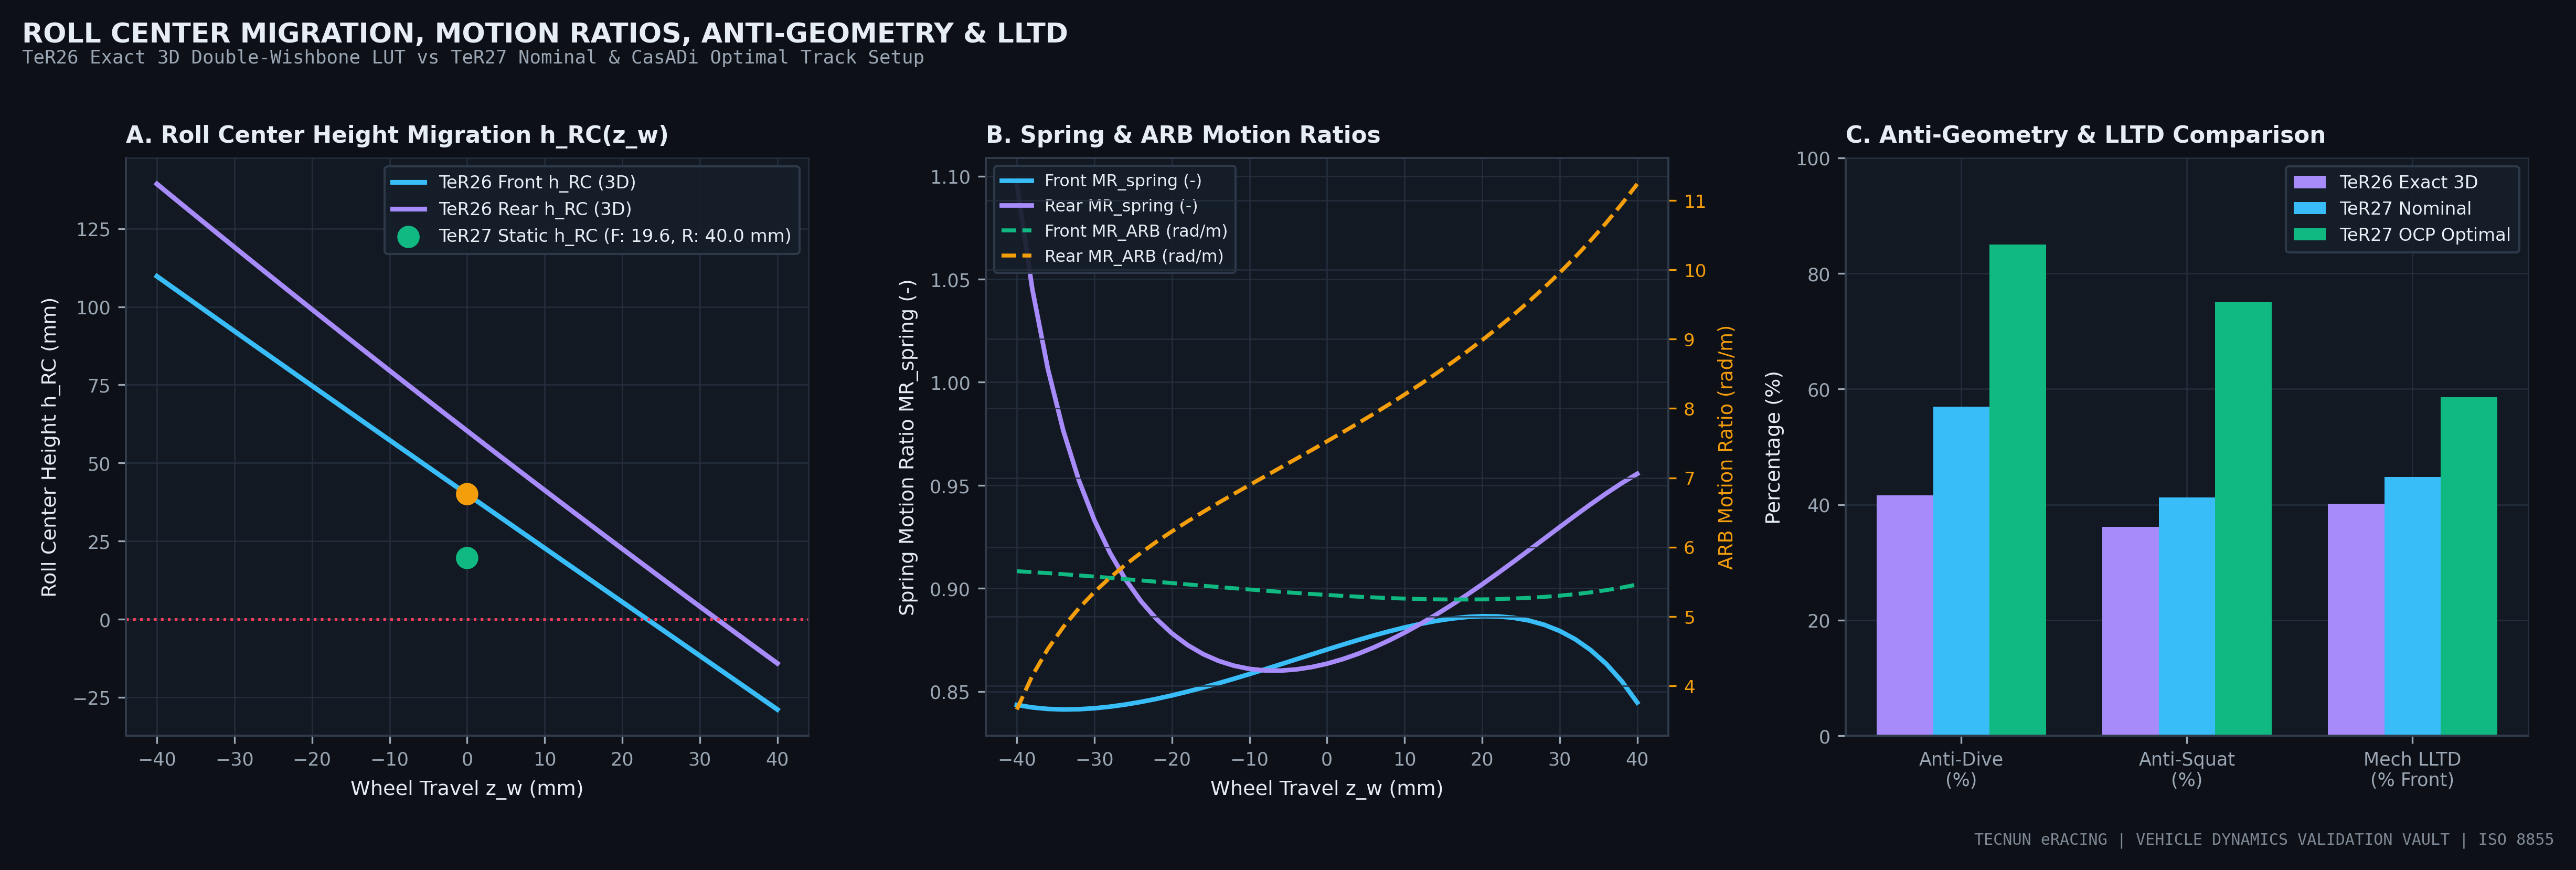 ROLL CENTER MIGRATION, MOTION RATIOS, ANTI-GEOMETRY & LLTD
TeR26 Exact 3D Double-Wishbone LUT vs TeR27 Nominal & CasADi Optimal Track Setup
A. Roll Center Height Migration h_RC(z_w)
TeR26 Front h_RC (3D)
TeR26 Rear h_RC (3D)
TeR27 Static h_RC (F: 19.6, R: 40.0 mm)
Roll Center Height h_RC (mm)
125
100
75
50
25
0
−25
−40 −30 −20 −10 0 10 20 30 40
Wheel Travel z_w (mm)
B. Spring & ARB Motion Ratios
Front MR_spring (-)
Rear MR_spring (-)
Front MR_ARB (rad/m)
Rear MR_ARB (rad/m)
Spring Motion Ratio MR_spring (-)
1.10
1.05
1.00
0.95
0.90
0.85
−40 −30 −20 −10 0 10 20 30 40
Wheel Travel z_w (mm)
11
10
9
8
7
6
5
4
ARB Motion Ratio (rad/m)
C. Anti-Geometry & LLTD Comparison
TeR26 Exact 3D
TeR27 Nominal
TeR27 OCP Optimal
Percentage (%)
100
80
60
40
20
0
Anti-Dive
(%)
Anti-Squat
(%)
Mech LLTD
(% Front)
TECNUN eRACING | VEHICLE DYNAMICS VALIDATION VAULT | ISO 8855